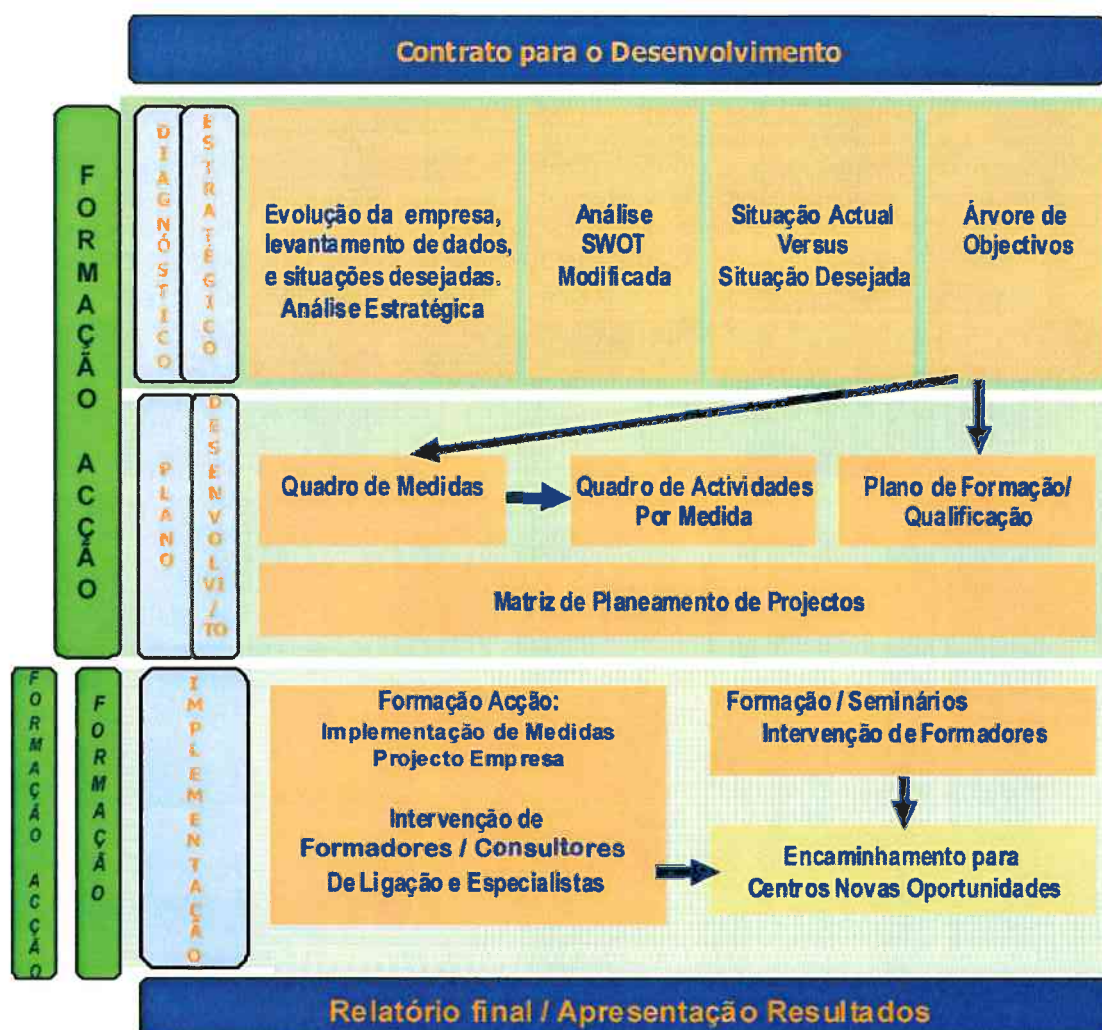 Contrato para o Desenvolvimento
FORMAÇÃO ACÇÃO
DIAGNÓSTICO
ESTRATÉGICO
Evolução da empresa,
levantamento de dados,
e situações desejadas.
Análise Estratégica
Análise
SWOT
Modificada
Situação Actual
Versus
Situação Desejada
Árvore de
Objectivos
PLANO
DESENVOLVI/TO
Quadro de Medidas
Quadro de Actividades
Por Medida
Plano de Formação/
Qualificação
Matriz de Planeamento de Projectos
FORMAÇÃO ACÇÃO
FORMAÇÃO
IMPLEMENTAÇÃO
Formação Acção:
Implementação de Medidas
Projecto Empresa
Intervenção de
Formadores / Consultores
De Ligação e Especialistas
Formação / Seminários
Intervenção de Formadores
Encaminhamento para
Centros Novas Oportunidades
Relatório final / Apresentação Resultados